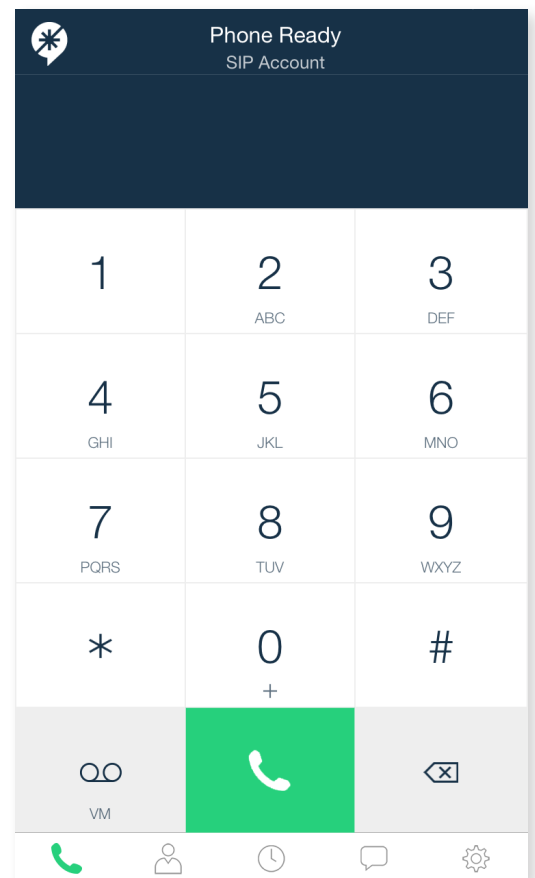 Phone Ready
SIP Account
1 2 3
ABC DEF
4 5 6
GHI JKL MNO
7 8 9
PQRS TUV WXYZ
* 0 #
+
VM